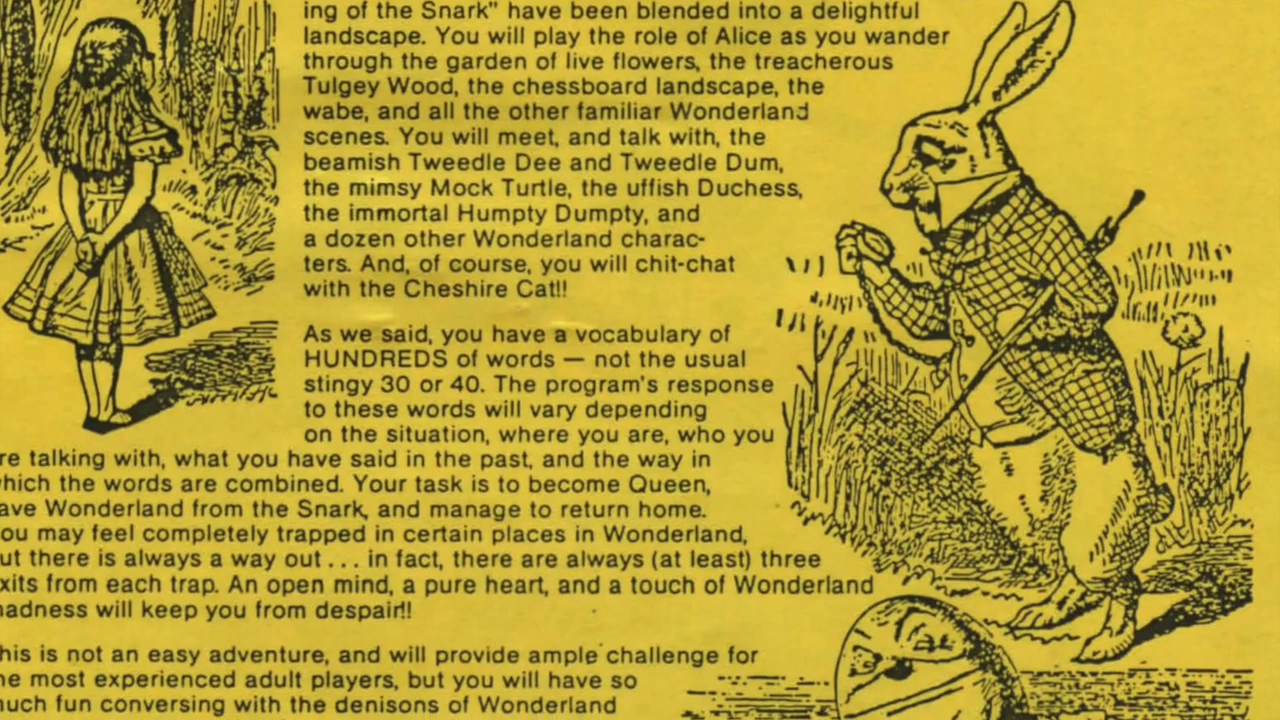 ing of the Snark" have been blended into a delightful
landscape. You will play the role of Alice as you wander
through the garden of live flowers, the treacherous
Tulgey Wood, the chessboard landscape, the
wabe, and all the other familiar Wonderland
scenes. You will meet, and talk with, the
beamish Tweedle Dee and Tweedle Dum,
the mimsy Mock Turtle, the uffish Duchess,
the immortal Humpty Dumpty, and
a dozen other Wonderland charac-
ters. And, of course, you will chit-chat
with the Cheshire Cat!!
As we said, you have a vocabulary of
HUNDREDS of words — not the usual
stingy 30 or 40. The program's response
to these words will vary depending
on the situation, where you are, who you
re talking with, what you have said in the past, and the way in
hich the words are combined. Your task is to become Queen,
ave Wonderland from the Snark, and manage to return home.
ou may feel completely trapped in certain places in Wonderland,
ut there is always a way out... in fact, there are always (at least) three
xits from each trap. An open mind, a pure heart, and a touch of Wonderland
adness will keep you from despair!!
his is not an easy adventure, and will provide ample challenge for
he most experienced adult players, but you will have so
uch fun conversing with the denisons of Wonderland